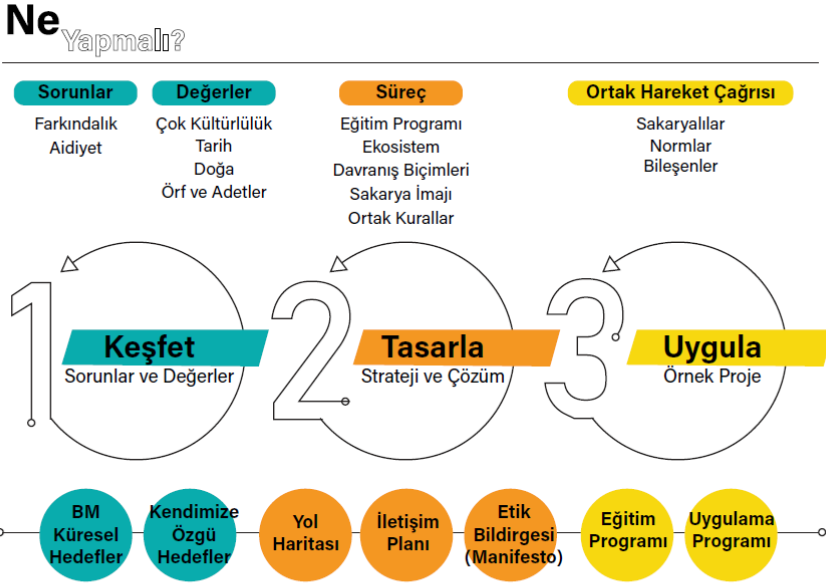 Ne
Yapmalı?
Sorunlar
Farkındalık
Aidiyet
Değerler
Çok Kültürlülük
Tarih
Doğa
Örf ve Adetler
Süreç
Eğitim Programı
Ekosistem
Davranış Biçimleri
Sakarya İmajı
Ortak Kurallar
Ortak Hareket Çağrısı
Sakaryalılar
Normlar
Bileşenler
1
Keşfet
Sorunlar ve Değerler
2
Tasarla
Strateji ve Çözüm
3
Uygula
Örnek Proje
BM
Küresel
Hedefler
Kendimize
Özgü
Hedefler
Yol
Haritası
İletişim
Planı
Etik
Bildirgesi
(Manifesto)
Eğitim
Programı
Uygulama
Programı